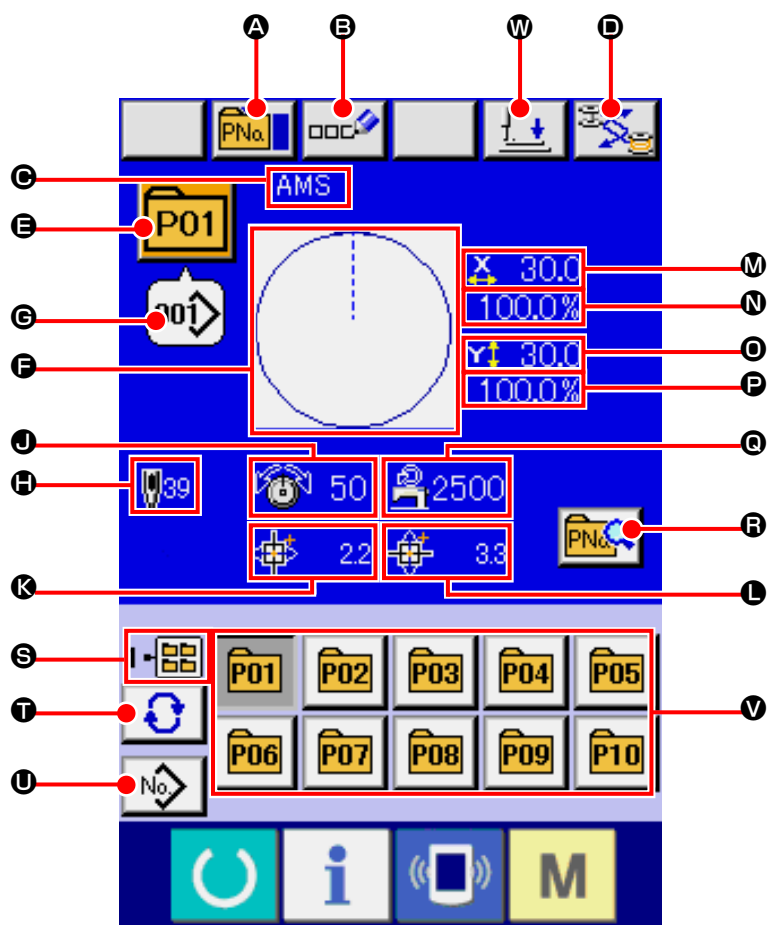 A B W D
PNo.
C AMS
E P01
M X 30.0
G 001
N 100.0%
F
O Y 30.0
P 100.0%
J Q
H 39 50 2500
R PNo.
2.2 3.3
K L
S
P01 P02 P03 P04 P05
T V
P06 P07 P08 P09 P10
U No.
i M